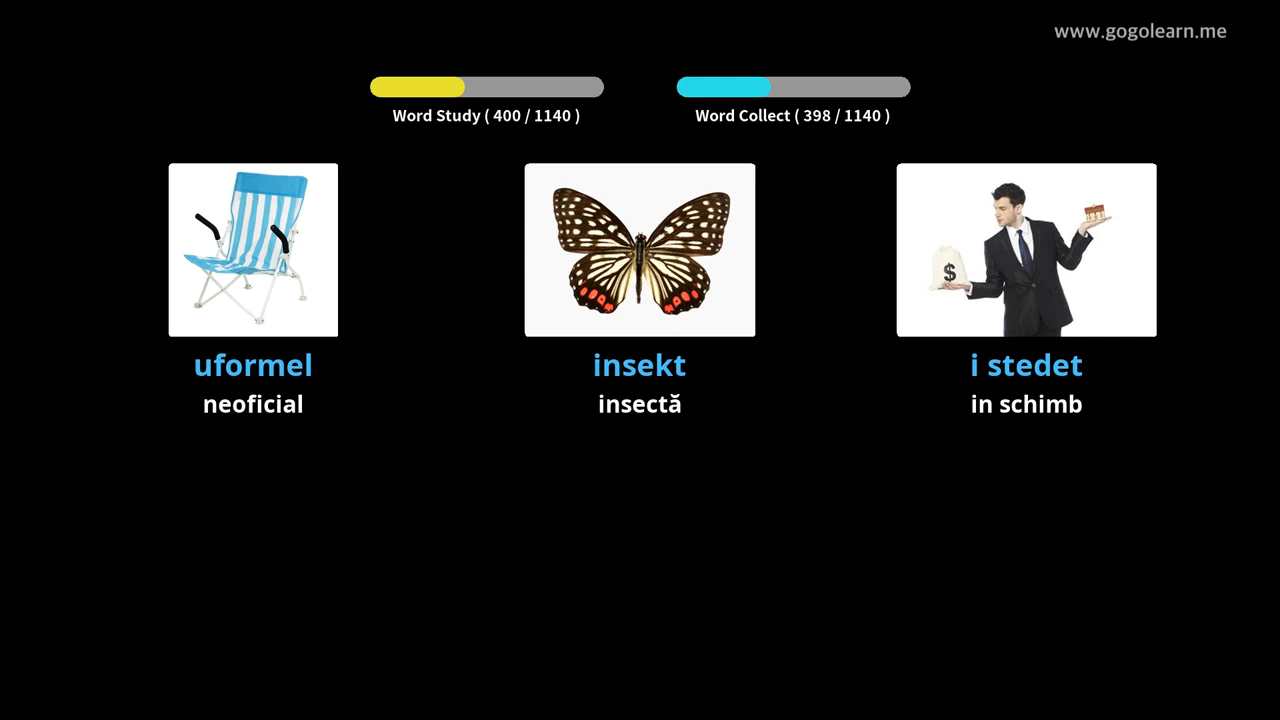 www.gogolearn.me
Word Study ( 400 / 1140 )
Word Collect ( 398 / 1140 )
$
uformel
insekt
i stedet
neoficial
insectă
in schimb